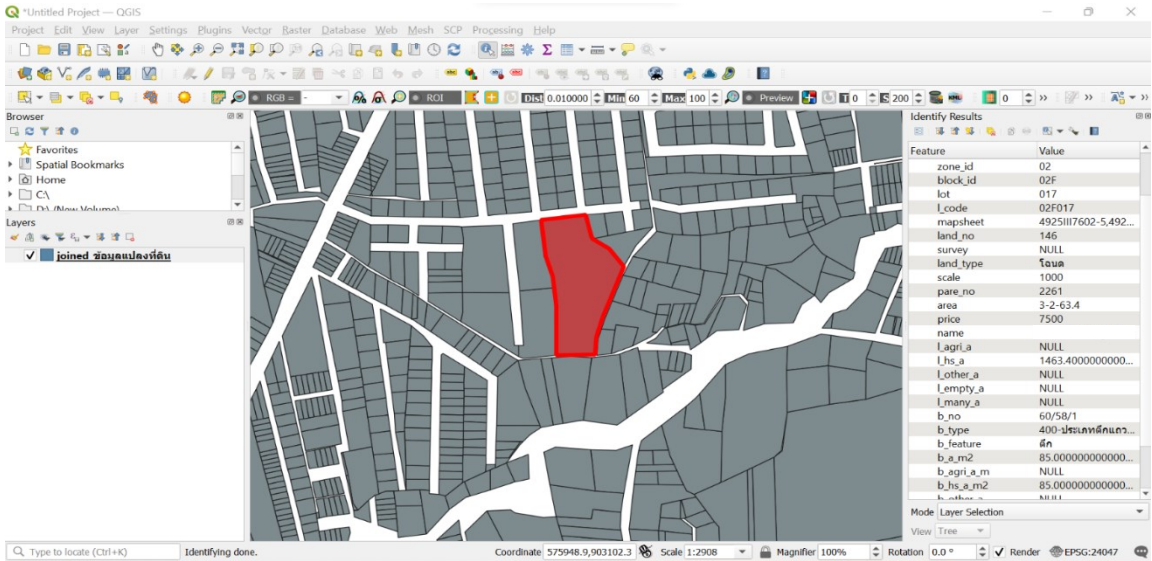 *Untitled Project — QGIS
Project Edit View Layer Settings Plugins Vector Raster Database Web Mesh SCP Processing Help
RGB = - ROI Dist 0.010000 Min 60 Max 100 Preview T 0 S 200 0 » » »
Browser
Favorites
Spatial Bookmarks
Home
C:\
D:\ (New Volume)
Layers
joined ข้อมูลแปลงที่ดิน
Identify Results
Feature Value
zone_id 02
block_id 02F
lot 017
l_code 02F017
mapsheet 4925III7602-5,492...
land_no 146
survey NULL
land_type โฉนด
scale 1000
pare_no 2261
area 3-2-63.4
price 7500
name
l_agri_a NULL
l_hs_a 1463.4000000000...
l_other_a NULL
l_empty_a NULL
l_many_a NULL
b_no 60/58/1
b_type 400-ประเภทตึกแถว...
b_feature ตึก
b_a_m2 85.000000000000...
b_agri_a_m NULL
b_hs_a_m2 85.000000000000...
b_other_a NULL
Mode Layer Selection
View Tree
Type to locate (Ctrl+K) Identifying done. Coordinate 575948.9,903102.3 Scale 1:2908 Magnifier 100% Rotation 0.0 ° Render EPSG:24047